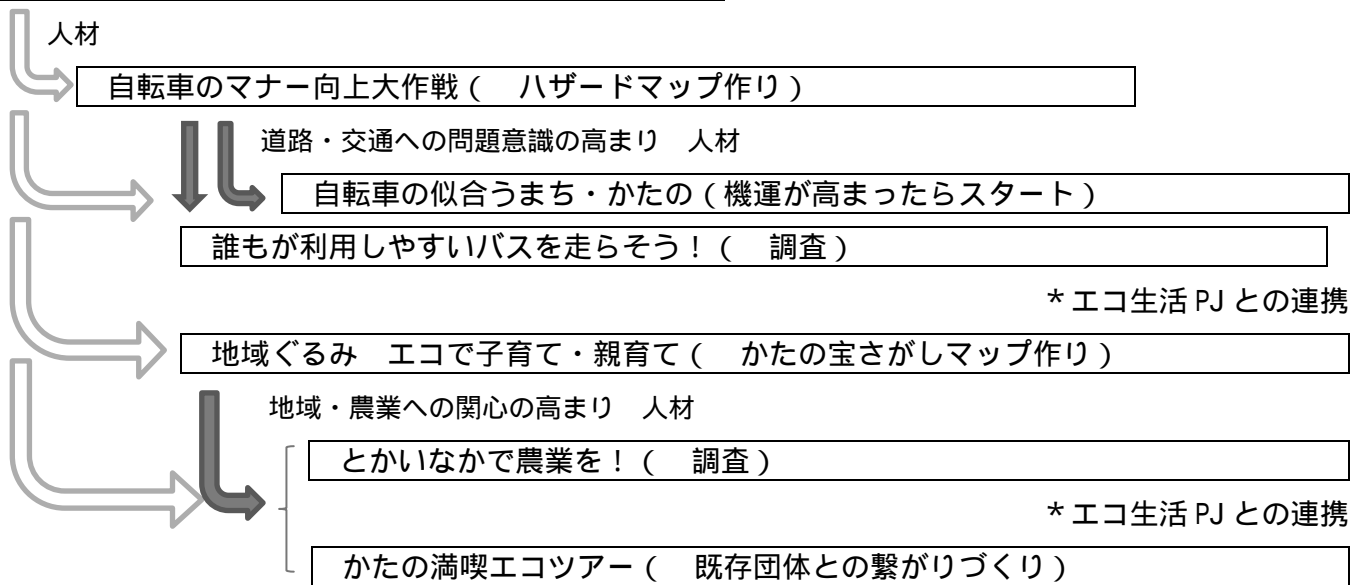 人材
自転車のマナー向上大作戦（　ハザードマップ作り）
道路・交通への問題意識の高まり　人材
自転車の似合うまち・かたの（機運が高まったらスタート）
誰もが利用しやすいバスを走らそう！（　調査）
＊エコ生活 PJ との連携
地域ぐるみ　エコで子育て・親育て（　かたの宝さがしマップ作り）
地域・農業への関心の高まり　人材
とかいなかで農業を！（　調査）
＊エコ生活 PJ との連携
かたの満喫エコツアー（　既存団体との繋がりづくり）